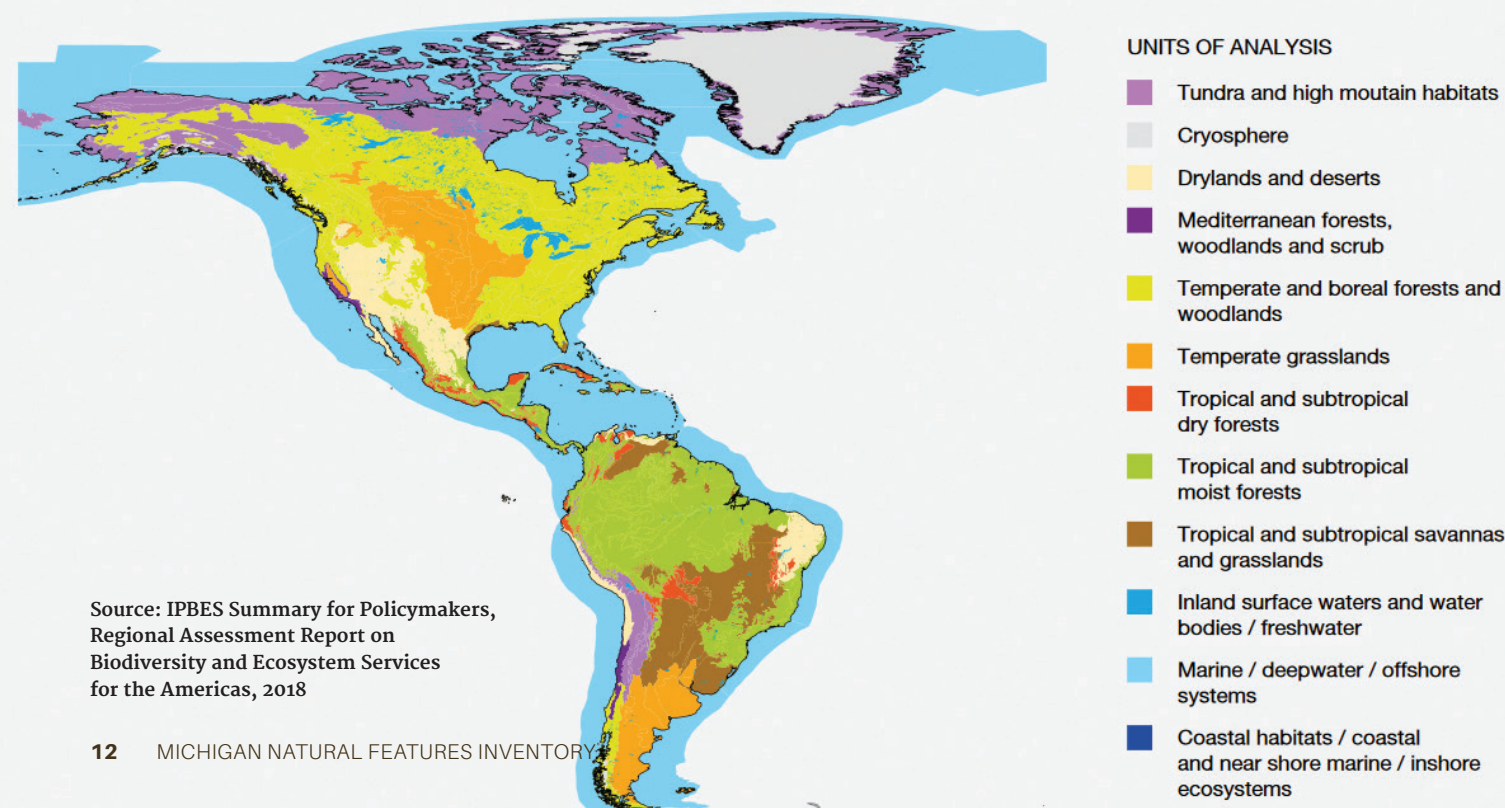 UNITS OF ANALYSIS
Tundra and high moutain habitats
Cryosphere
Drylands and deserts
Mediterranean forests,
woodlands and scrub
Temperate and boreal forests and
woodlands
Temperate grasslands
Tropical and subtropical
dry forests
Tropical and subtropical
moist forests
Tropical and subtropical savannas
and grasslands
Inland surface waters and water
bodies / freshwater
Marine / deepwater / offshore
systems
Coastal habitats / coastal
and near shore marine / inshore
ecosystems
Source: IPBES Summary for Policymakers,
Regional Assessment Report on
Biodiversity and Ecosystem Services
for the Americas, 2018
12 MICHIGAN NATURAL FEATURES INVENTORY